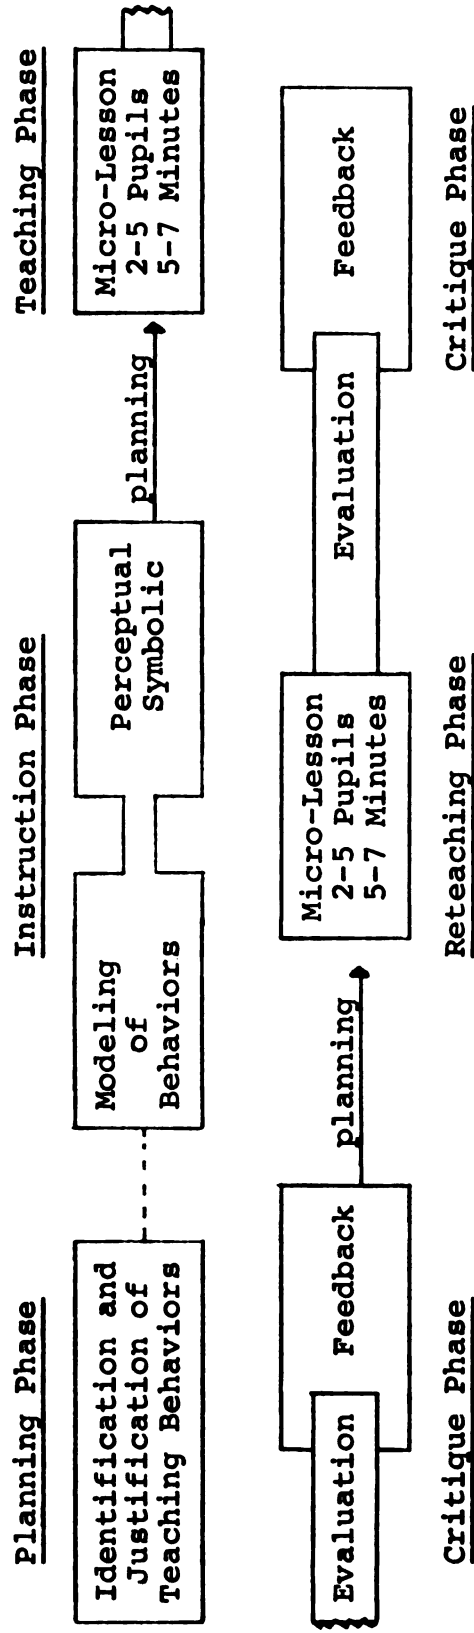 Planning Phase
Instruction Phase
Teaching Phase
Identification and
Justification of
Teaching Behaviors
Modeling
of
Behaviors
Perceptual
Symbolic
planning
Micro-Lesson
2-5 Pupils
5-7 Minutes
Evaluation
Feedback
planning
Micro-Lesson
2-5 Pupils
5-7 Minutes
Evaluation
Feedback
Critique Phase
Reteaching Phase
Critique Phase